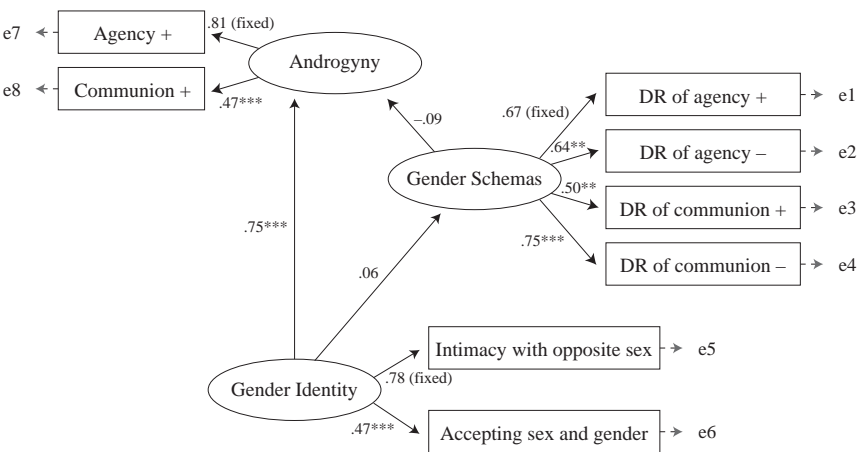 e7
Agency +
.81 (fixed)
e8
Communion +
.47***
Androgyny
–.09
.67 (fixed)
DR of agency +
e1
.64**
DR of agency –
e2
Gender Schemas
.50**
DR of communion +
e3
.75***
DR of communion –
e4
.75***
.06
Intimacy with opposite sex
e5
Gender Identity
.78 (fixed)
.47***
Accepting sex and gender
e6